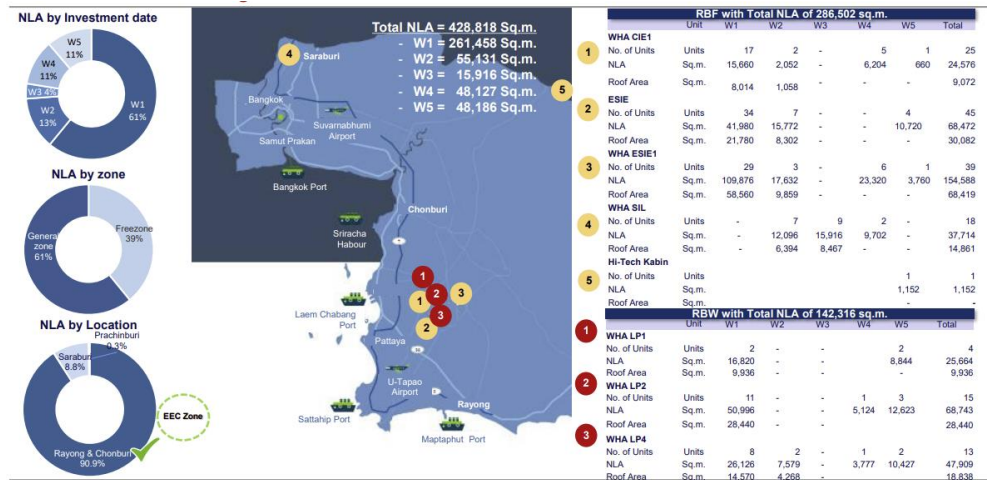 NLA by Investment date
W5
11%
W4
11%
W3 4%
W2
13%
W1
61%
NLA by zone
General
zone
61%
Freezone
39%
NLA by Location
Prachinburi
0.3%
Saraburi
8.8%
Rayong & Chonburi
90.9%
EEC Zone
Total NLA = 428,818 Sq.m.
- W1 = 261,458 Sq.m.
- W2 = 55,131 Sq.m.
- W3 = 15,916 Sq.m.
- W4 = 48,127 Sq.m.
- W5 = 48,186 Sq.m.
4
Saraburi
5
Bangkok
Suvarnabhumi
Airport
Samut Prakan
Bangkok Port
Chonburi
Sriracha
Habour
1
2
3
1
3
2
Laem Chabang
Port
Pattaya
U-Tapao
Airport
Rayong
Sattahip Port
Maptaphut Port
RBF with Total NLA of 286,502 sq.m.
Unit W1 W2 W3 W4 W5 Total
1
WHA CIE1
No. of Units Units 17 2 - 5 1 25
NLA Sq.m. 15,660 2,052 6,204 660 24,576
Roof Area Sq.m. 8,014 1,058 9,072
2
ESIE
No. of Units Units 34 7 - - 4 45
NLA Sq.m. 41,980 15,772 - - 10,720 68,472
Roof Area Sq.m. 21,780 8,302 - - - 30,082
3
WHA ESIE1
No. of Units Units 29 3 - 6 1 39
NLA Sq.m. 109,876 17,632 - 23,320 3,760 154,588
Roof Area Sq.m. 58,560 9,859 - - - 68,419
4
WHA SIL
No. of Units Units - 7 9 2 - 18
NLA Sq.m. - 12,096 15,916 9,702 - 37,714
Roof Area Sq.m. - 6,394 8,467 - - 14,861
5
Hi-Tech Kabin
No. of Units Units 1 1
NLA Sq.m. 1,152 1,152
Roof Area Sq.m. - -
RBW with Total NLA of 142,316 sq.m.
Unit W1 W2 W3 W4 W5 Total
1
WHA LP1
No. of Units Units 2 - 2 4
NLA Sq.m. 16,820 - - 8,844 25,664
Roof Area Sq.m. 9,936 - - - 9,936
2
WHA LP2
No. of Units Units 11 - 1 3 15
NLA Sq.m. 50,996 - - 5,124 12,623 68,743
Roof Area Sq.m. 28,440 - - 28,440
3
WHA LP4
No. of Units Units 8 2 - 1 2 13
NLA Sq.m. 26,126 7,579 - 3,777 10,427 47,909
Roof Area Sq.m. 14,570 4,268 - - - 18,838